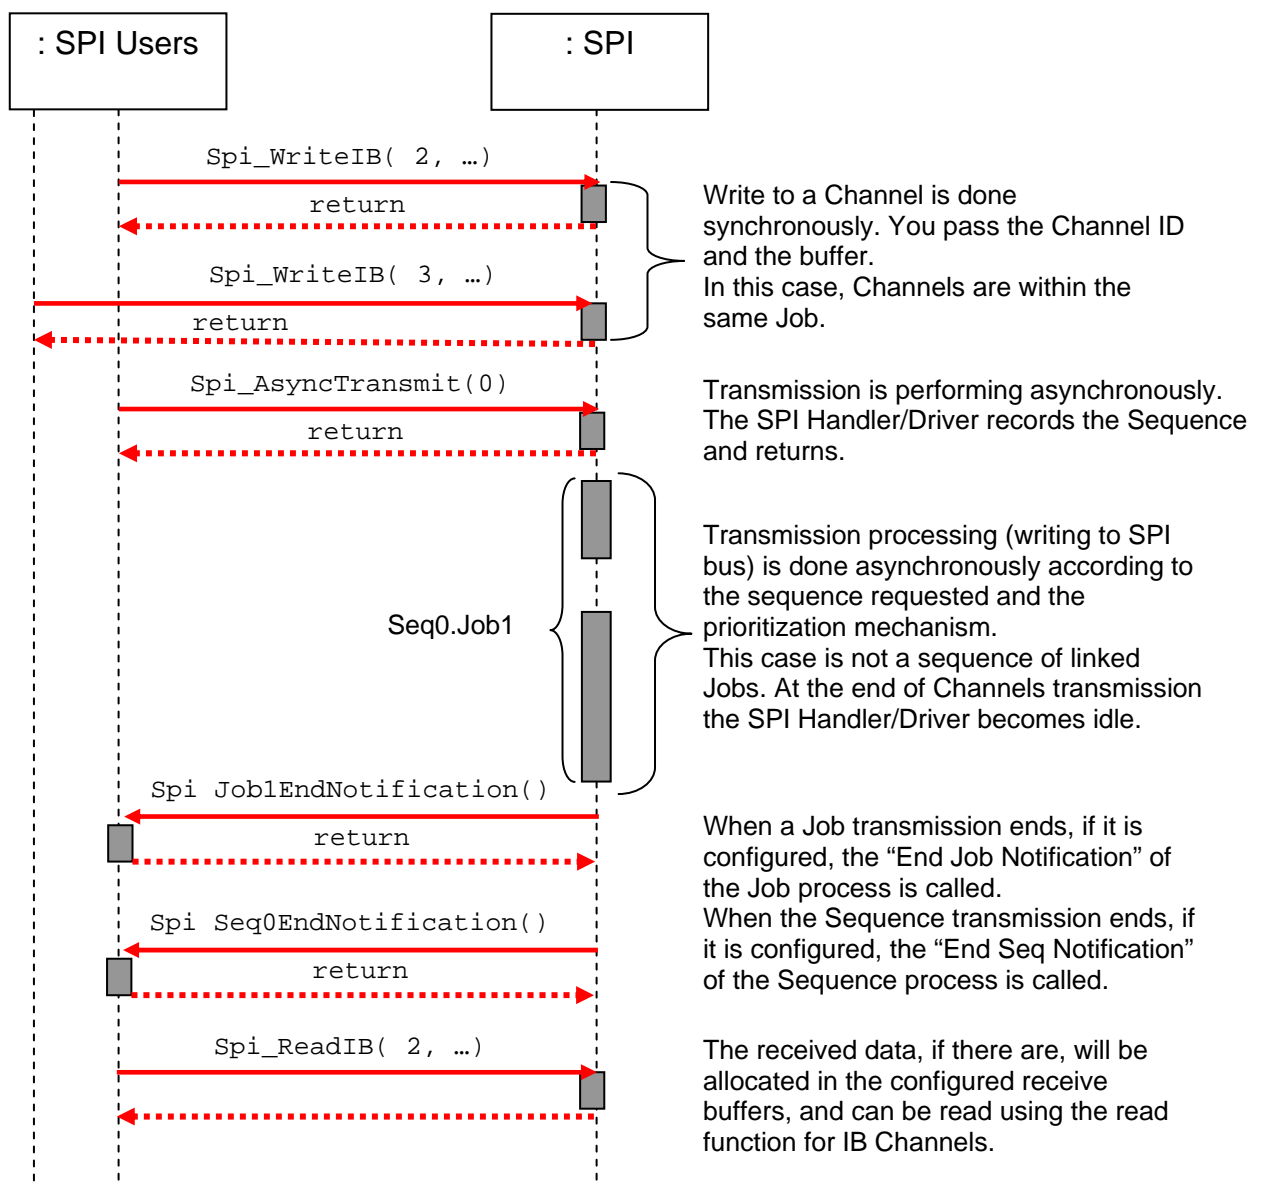 : SPI Users
: SPI
Spi_WriteIB( 2, …)
return
Write to a Channel is done
synchronously. You pass the Channel ID
and the buffer.
In this case, Channels are within the
same Job.
Spi_WriteIB( 3, …)
return
Spi_AsyncTransmit(0)
return
Transmission is performing asynchronously.
The SPI Handler/Driver records the Sequence
and returns.
Seq0.Job1
Transmission processing (writing to SPI
bus) is done asynchronously according to
the sequence requested and the
prioritization mechanism.
This case is not a sequence of linked
Jobs. At the end of Channels transmission
the SPI Handler/Driver becomes idle.
Spi Job1EndNotification()
return
When a Job transmission ends, if it is
configured, the “End Job Notification” of
the Job process is called.
When the Sequence transmission ends, if
it is configured, the “End Seq Notification”
of the Sequence process is called.
Spi Seq0EndNotification()
return
Spi_ReadIB( 2, …)
The received data, if there are, will be
allocated in the configured receive
buffers, and can be read using the read
function for IB Channels.